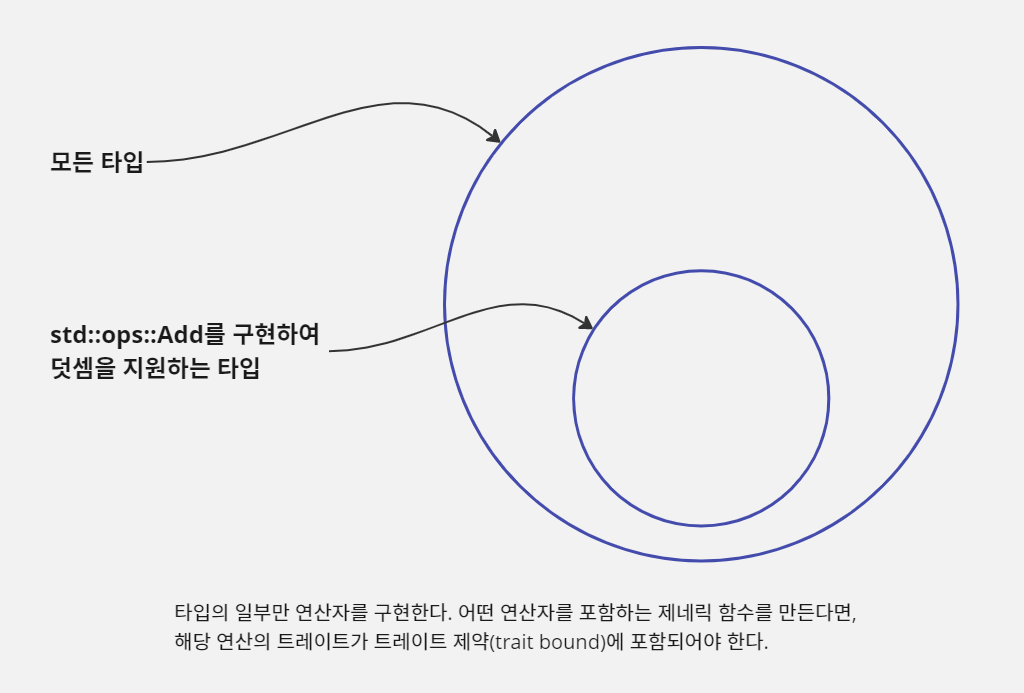 모든 타입
std::ops::Add를 구현하여
덧셈을 지원하는 타입
타입의 일부만 연산자를 구현한다. 어떤 연산자를 포함하는 제네릭 함수를 만든다면,
해당 연산의 트레이트가 트레이트 제약(trait bound)에 포함되어야 한다.